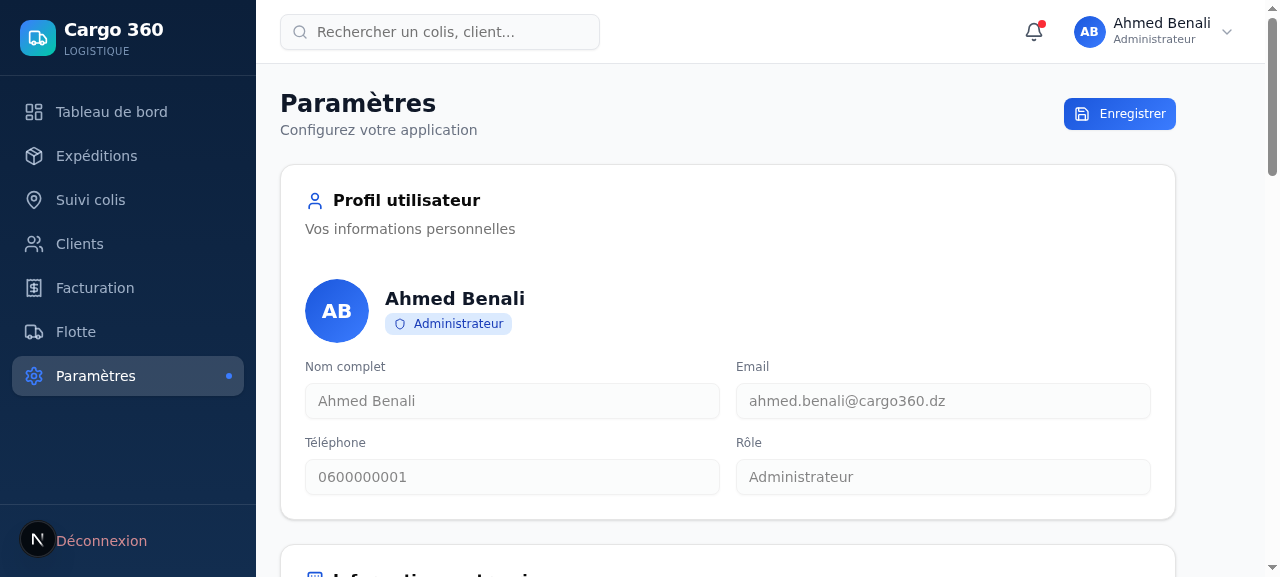 Cargo 360
LOGISTIQUE
Tableau de bord
Expéditions
Suivi colis
Clients
Facturation
Flotte
Paramètres
N
Déconnexion
Rechercher un colis, client...
AB
Ahmed Benali
Administrateur
Paramètres
Configurez votre application
Enregistrer
Profil utilisateur
Vos informations personnelles
AB
Ahmed Benali
Administrateur
Nom complet
Email
Ahmed Benali
ahmed.benali@cargo360.dz
Téléphone
Rôle
0600000001
Administrateur